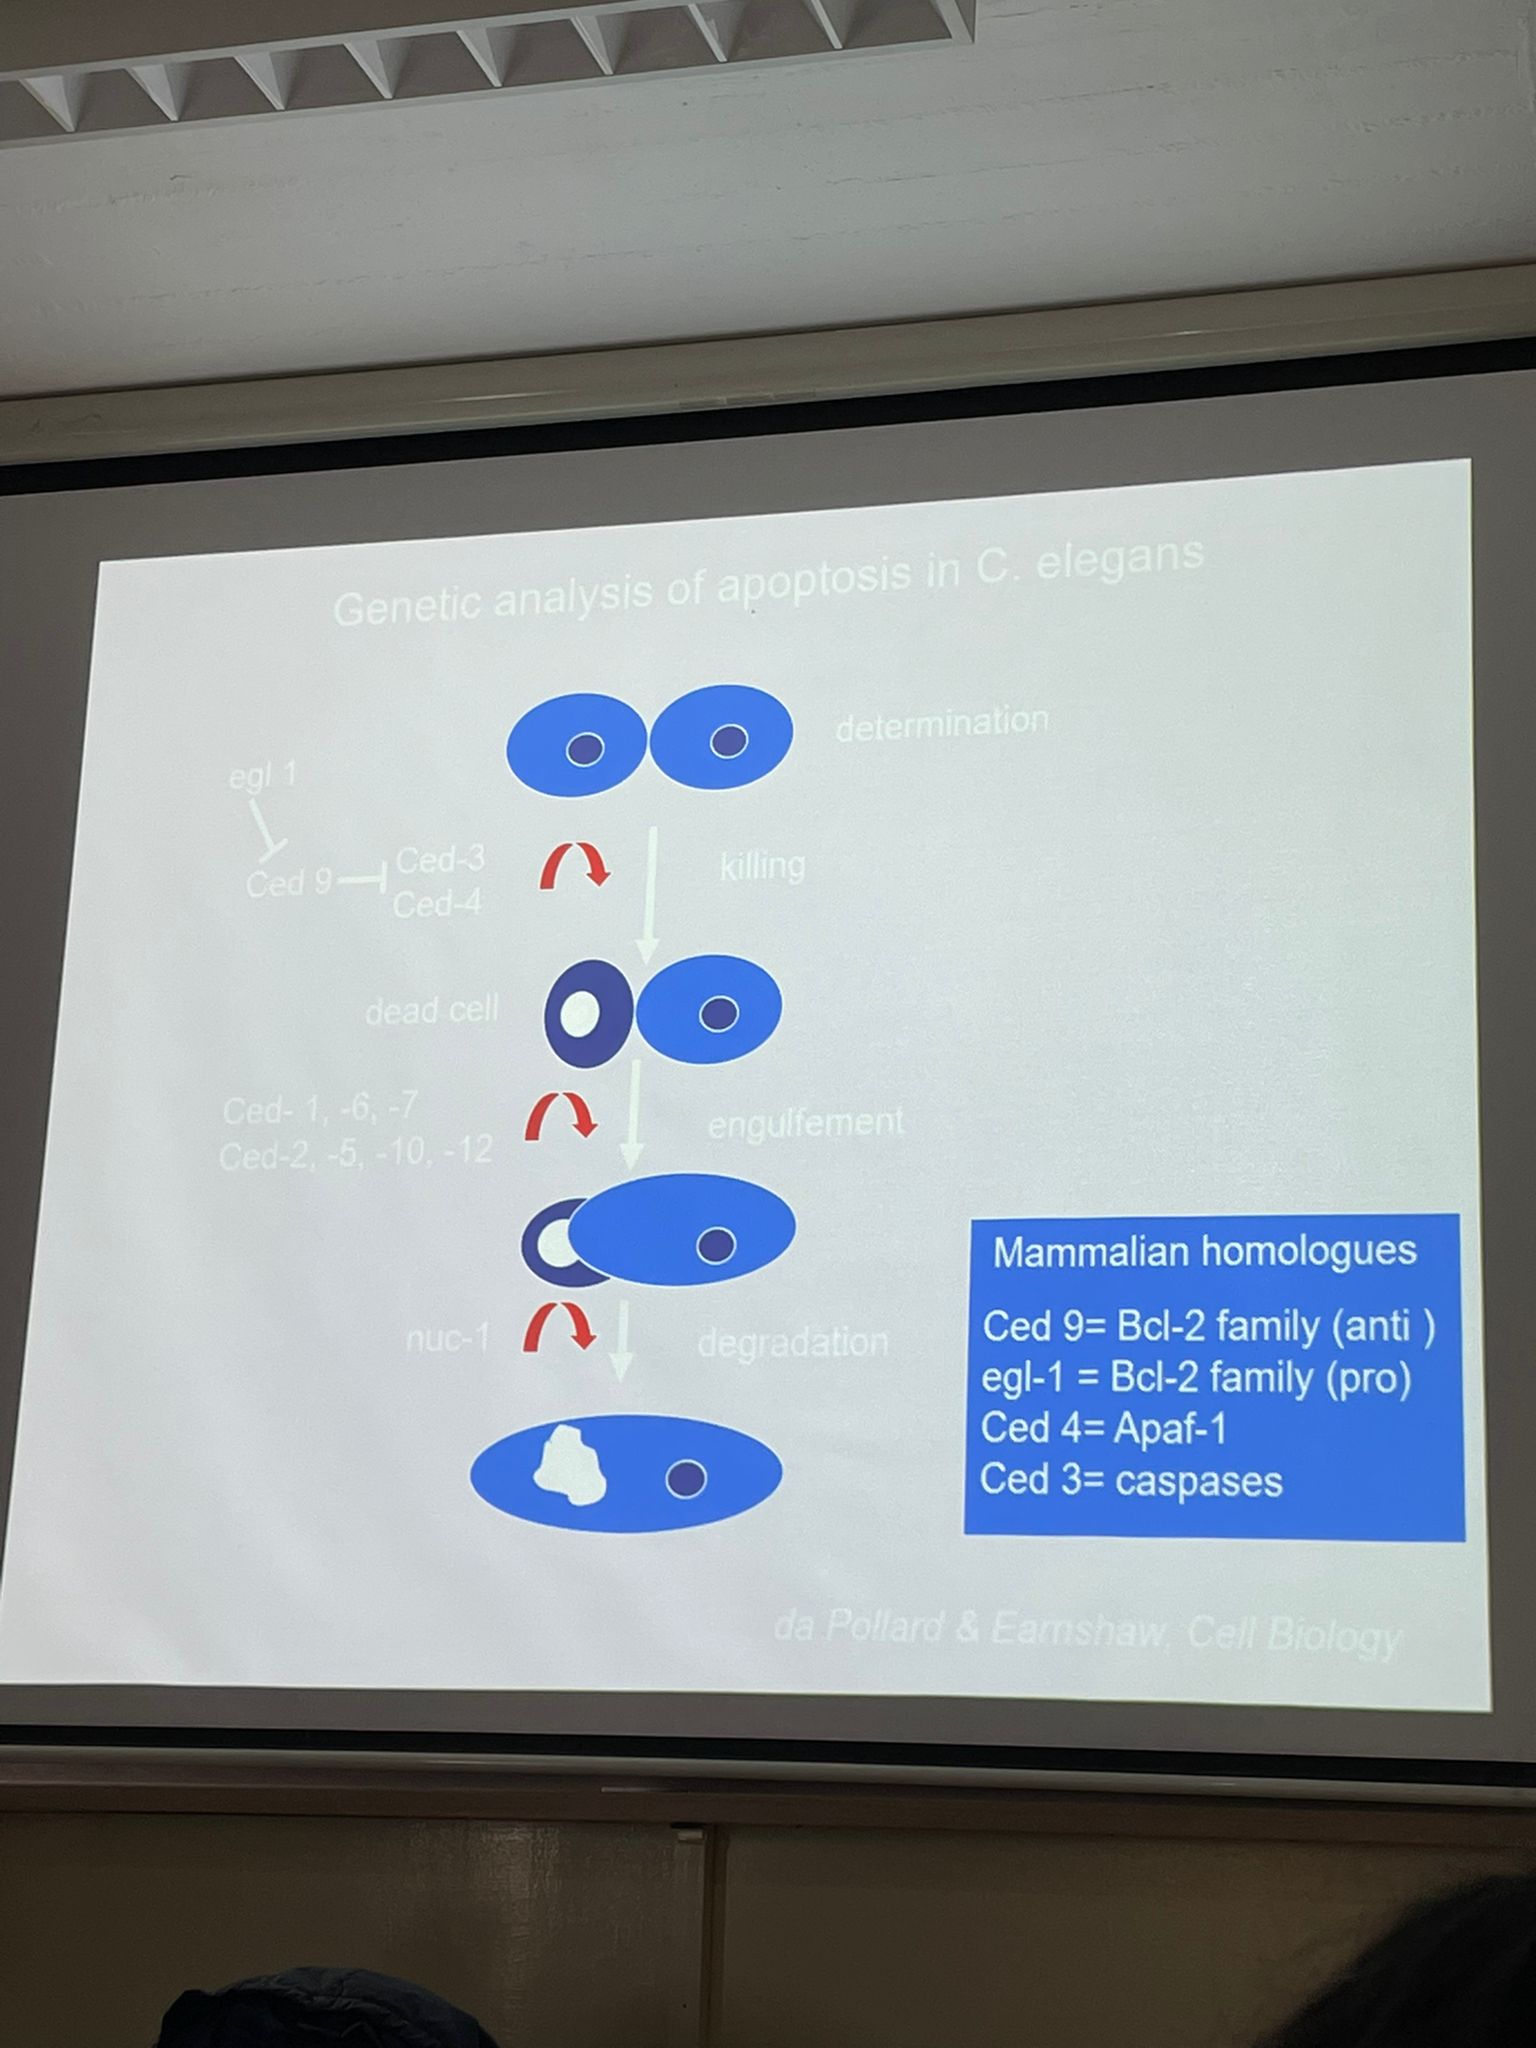 Genetic analysis of apoptosis in C. elegans
determination
egl 1
Ced 9
Ced-3
Ced-4
killing
dead cell
Ced- 1, -6, -7
Ced-2, -5, -10, -12
engulfement
nuc-1
degradation
Mammalian homologues
Ced 9= Bcl-2 family (anti )
egl-1 = Bcl-2 family (pro)
Ced 4= Apaf-1
Ced 3= caspases
da Pollard & Earnshaw, Cell Biology